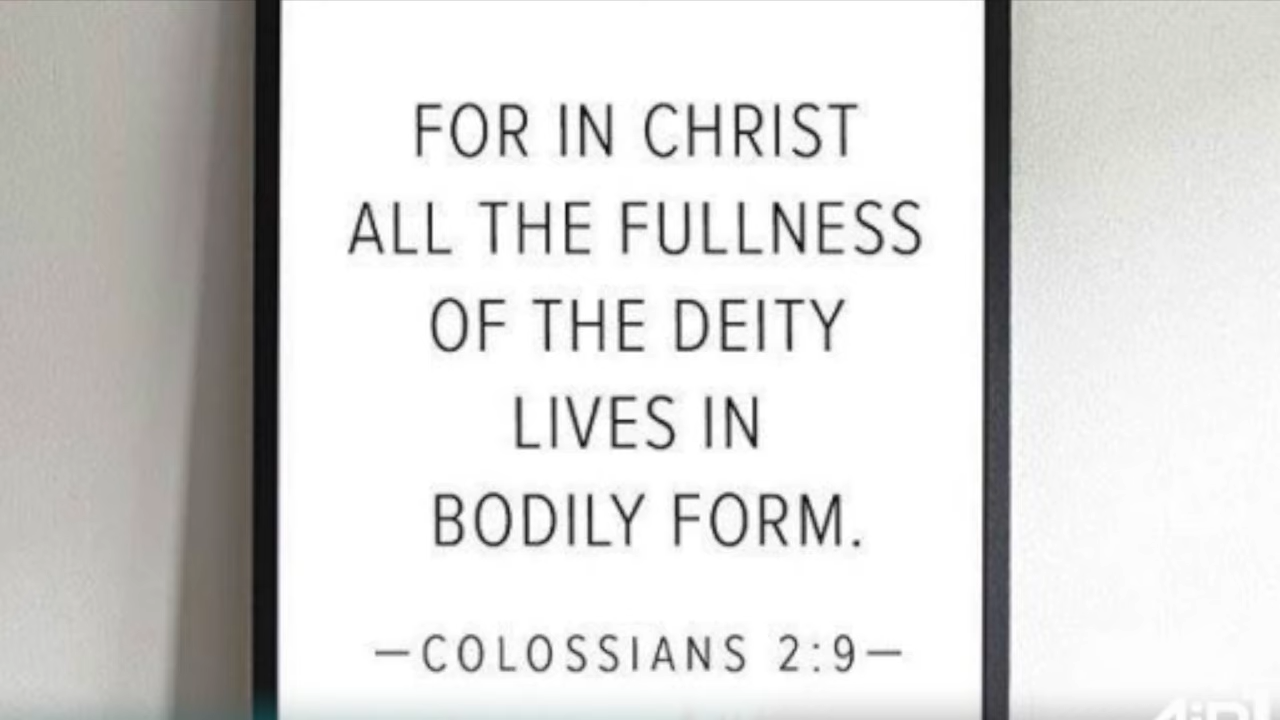 FOR IN CHRIST
ALL THE FULLNESS
OF THE DEITY
LIVES IN
BODILY FORM.
—COLOSSIANS 2:9—